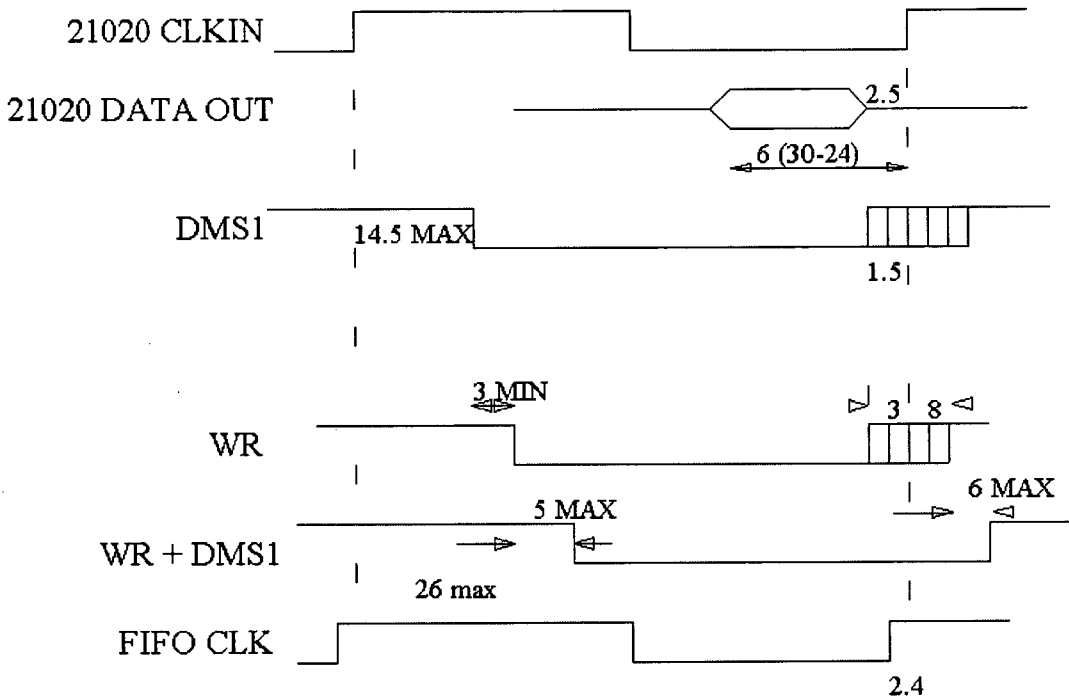 21020 CLKIN
21020 DATA OUT
2.5
6 (30-24)
DMS1
14.5 MAX
1.5
3 MIN
WR
3
8
6 MAX
5 MAX
WR + DMS1
26 max
FIFO CLK
2.4